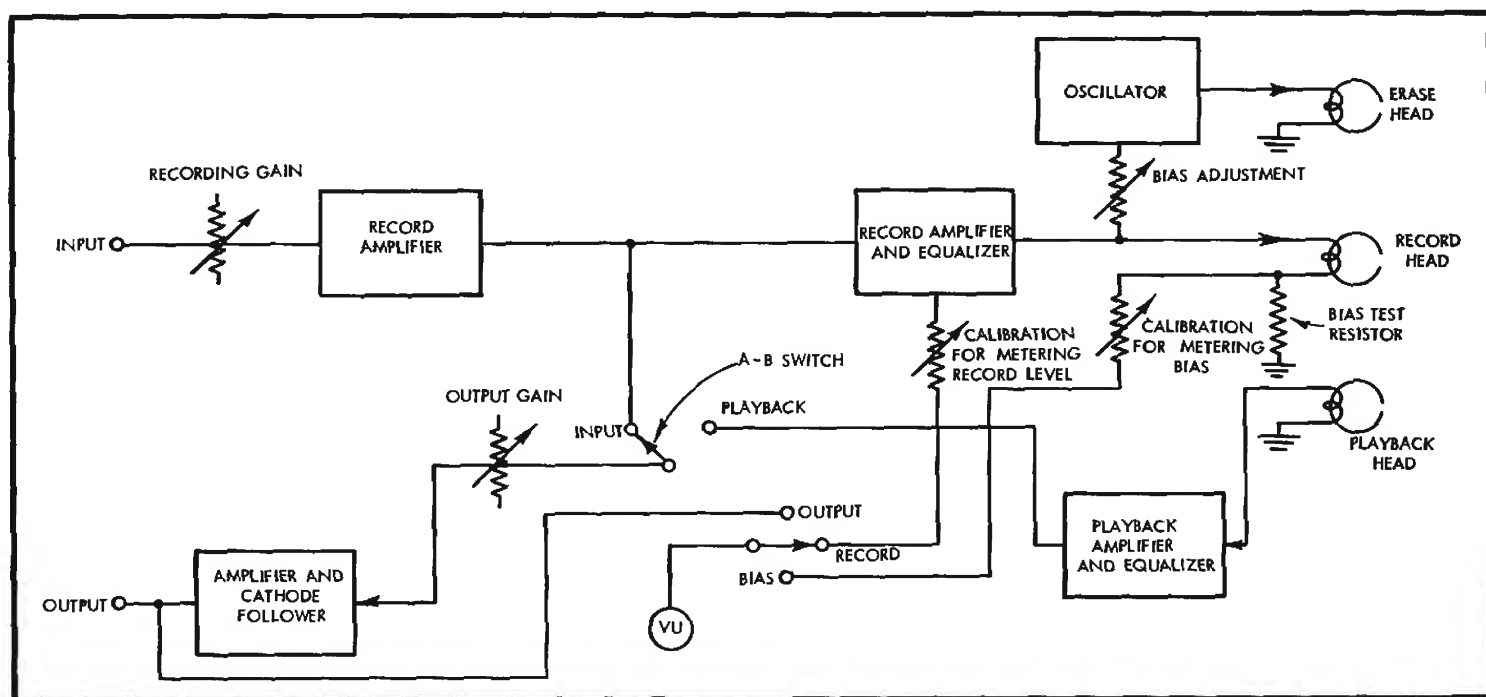 OSCILLATOR
ERASE
HEAD
BIAS ADJUSTMENT
RECORDING GAIN
INPUT
RECORD
AMPLIFIER
RECORD AMPLIFIER
AND EQUALIZER
RECORD
HEAD
BIAS TEST
RESISTOR
CALIBRATION
FOR METERING
RECORD LEVEL
CALIBRATION
FOR METERING
BIAS
A-B SWITCH
OUTPUT GAIN
INPUT
PLAYBACK
PLAYBACK
HEAD
OUTPUT
RECORD
BIAS
VU
PLAYBACK
AMPLIFIER
AND EQUALIZER
AMPLIFIER AND
CATHODE
FOLLOWER
OUTPUT